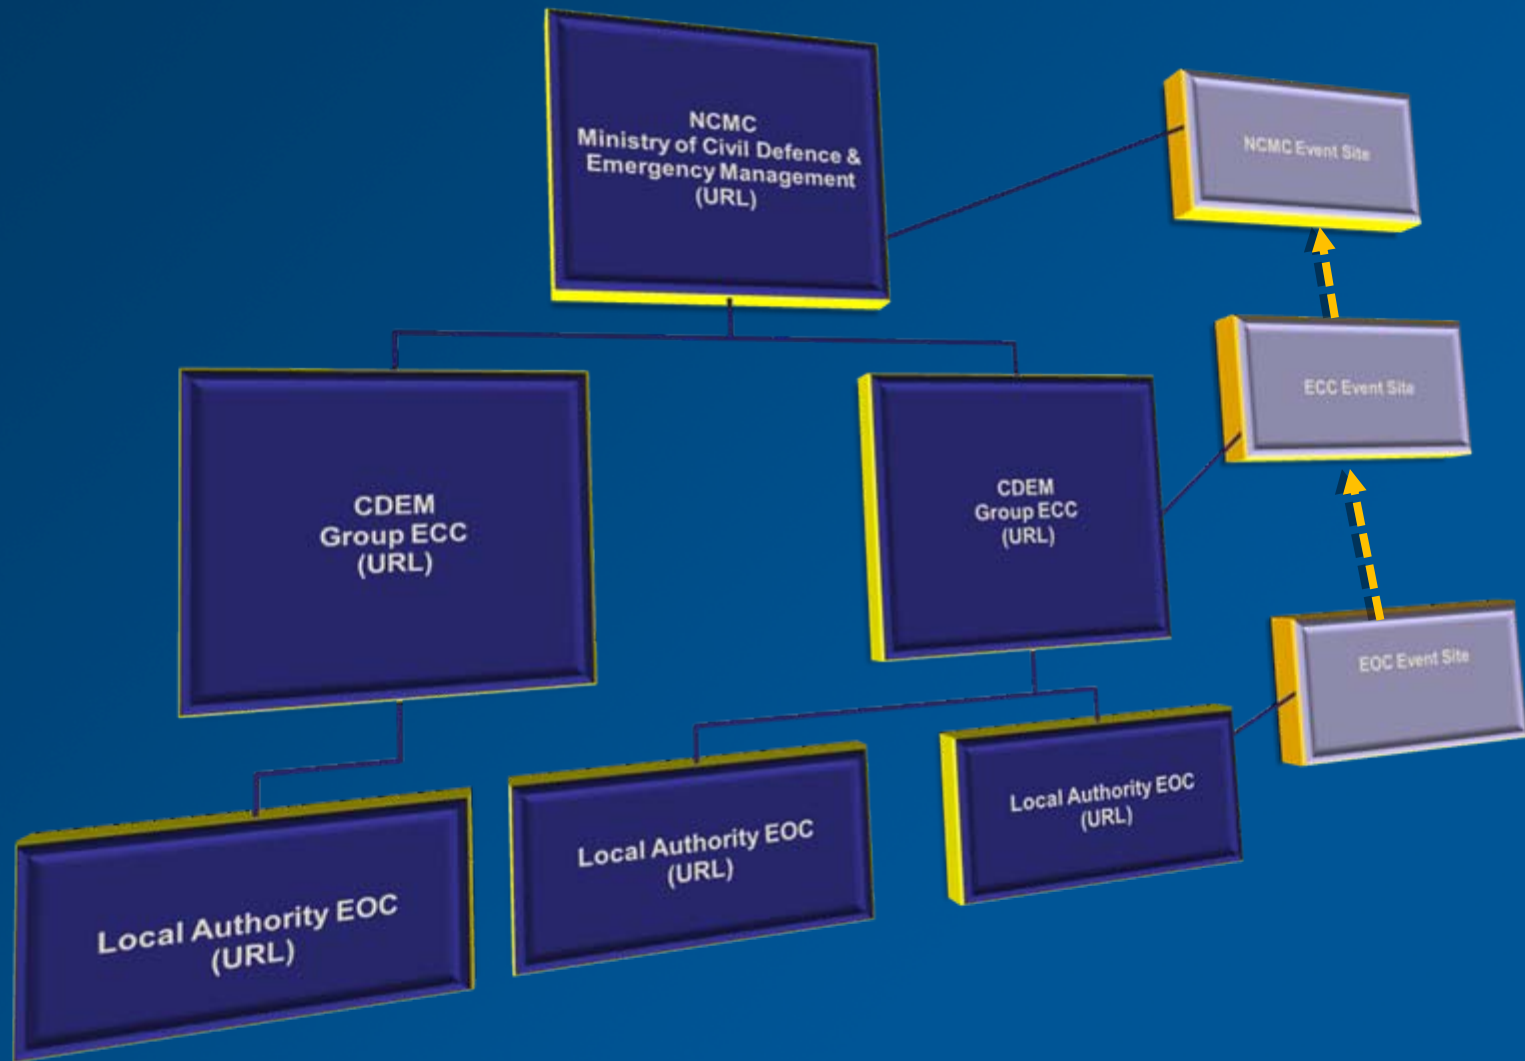 NCMC
Ministry of Civil Defence &
Emergency Management
(URL)
NCMC Event Site
ECC Event Site
CDEM
Group ECC
(URL)
CDEM
Group ECC
(URL)
EOC Event Site
Local Authority EOC
(URL)
Local Authority EOC
(URL)
Local Authority EOC
(URL)